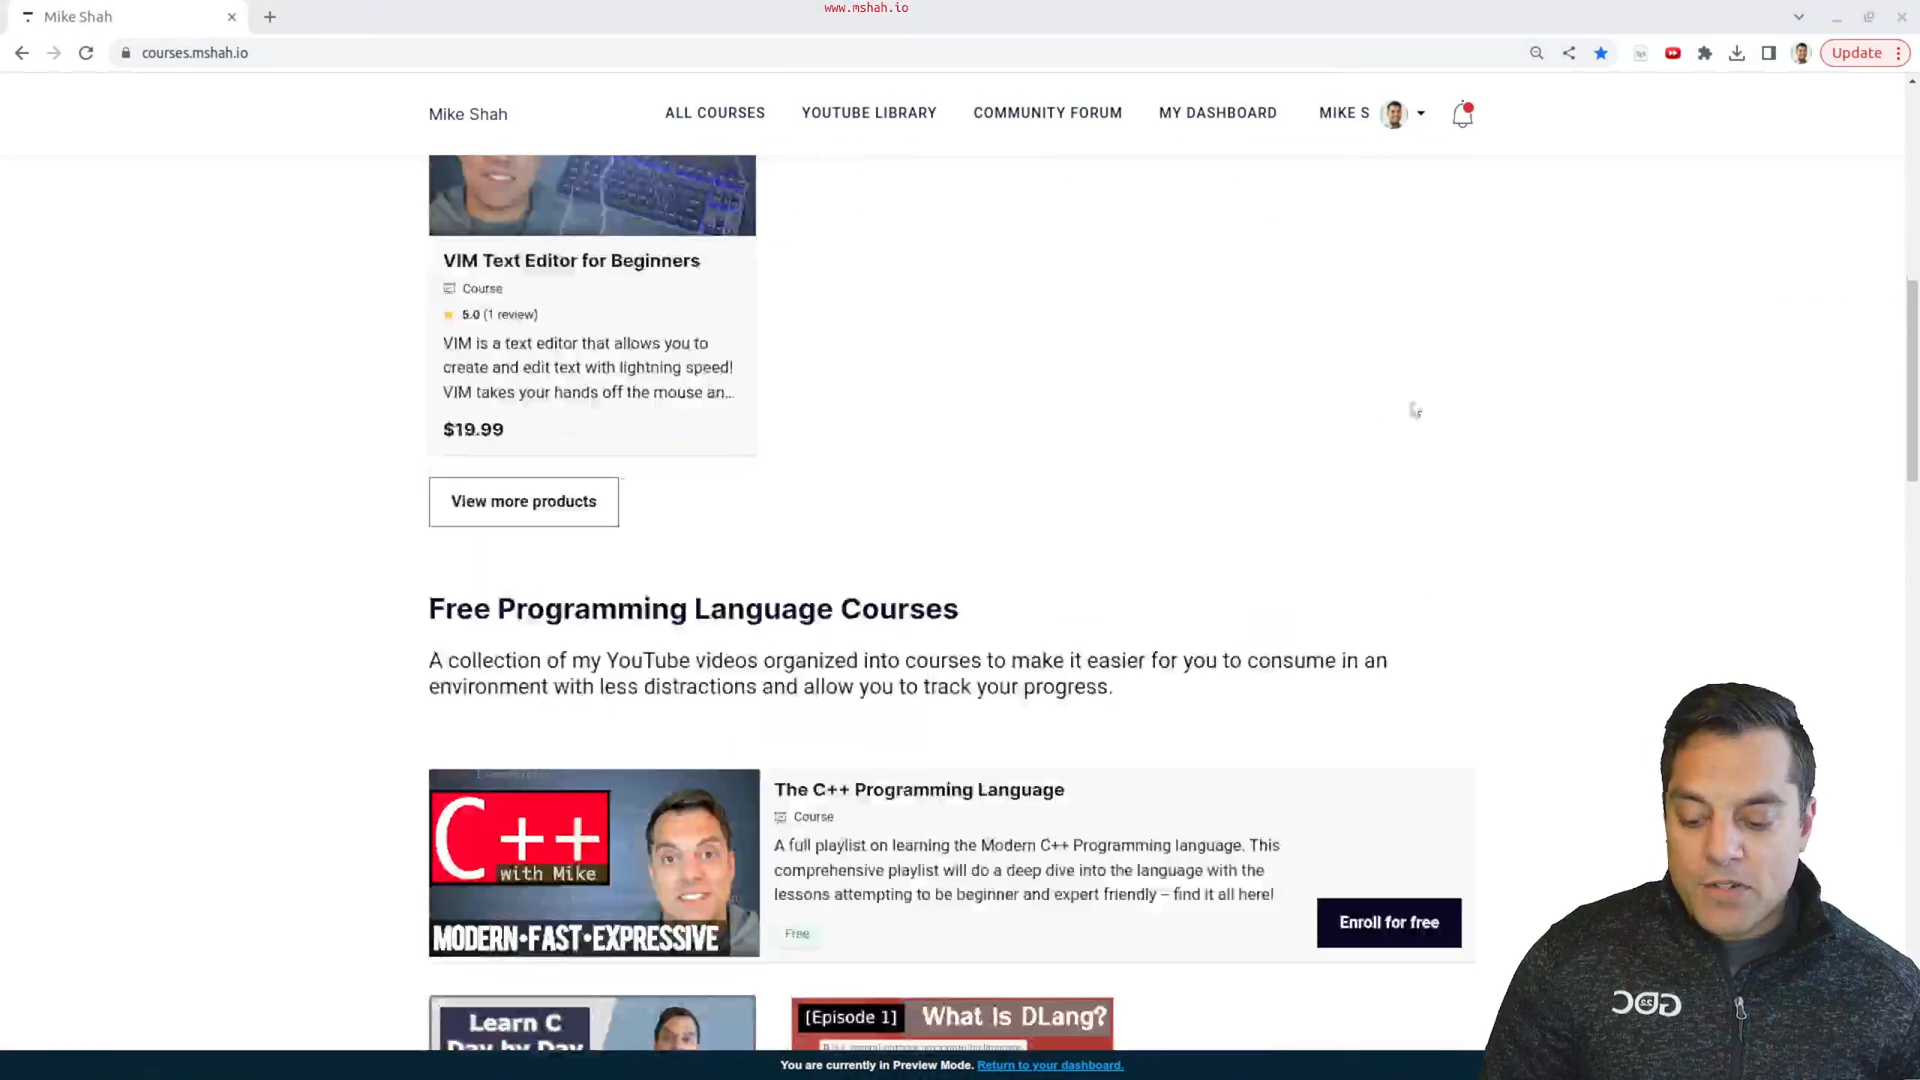 www.mshah.io
Mike Shah
courses.mshah.io
Update
Mike Shah
ALL COURSES
YOUTUBE LIBRARY
COMMUNITY FORUM
MY DASHBOARD
MIKE S
VIM Text Editor for Beginners
Course
5.0 (1 review)
VIM is a text editor that allows you to
create and edit text with lightning speed!
VIM takes your hands off the mouse an...
$19.99
View more products
Free Programming Language Courses
A collection of my YouTube videos organized into courses to make it easier for you to consume in an
environment with less distractions and allow you to track your progress.
C++
with Mike
MODERN•FAST•EXPRESSIVE
The C++ Programming Language
Course
A full playlist on learning the Modern C++ Programming language. This
comprehensive playlist will do a deep dive into the language with the
lessons attempting to be beginner and expert friendly – find it all here!
Free
Enroll for free
Learn C
Day by Day
[Episode 1]
What Is DLang?
GDC
You are currently in Preview Mode. Return to your dashboard.